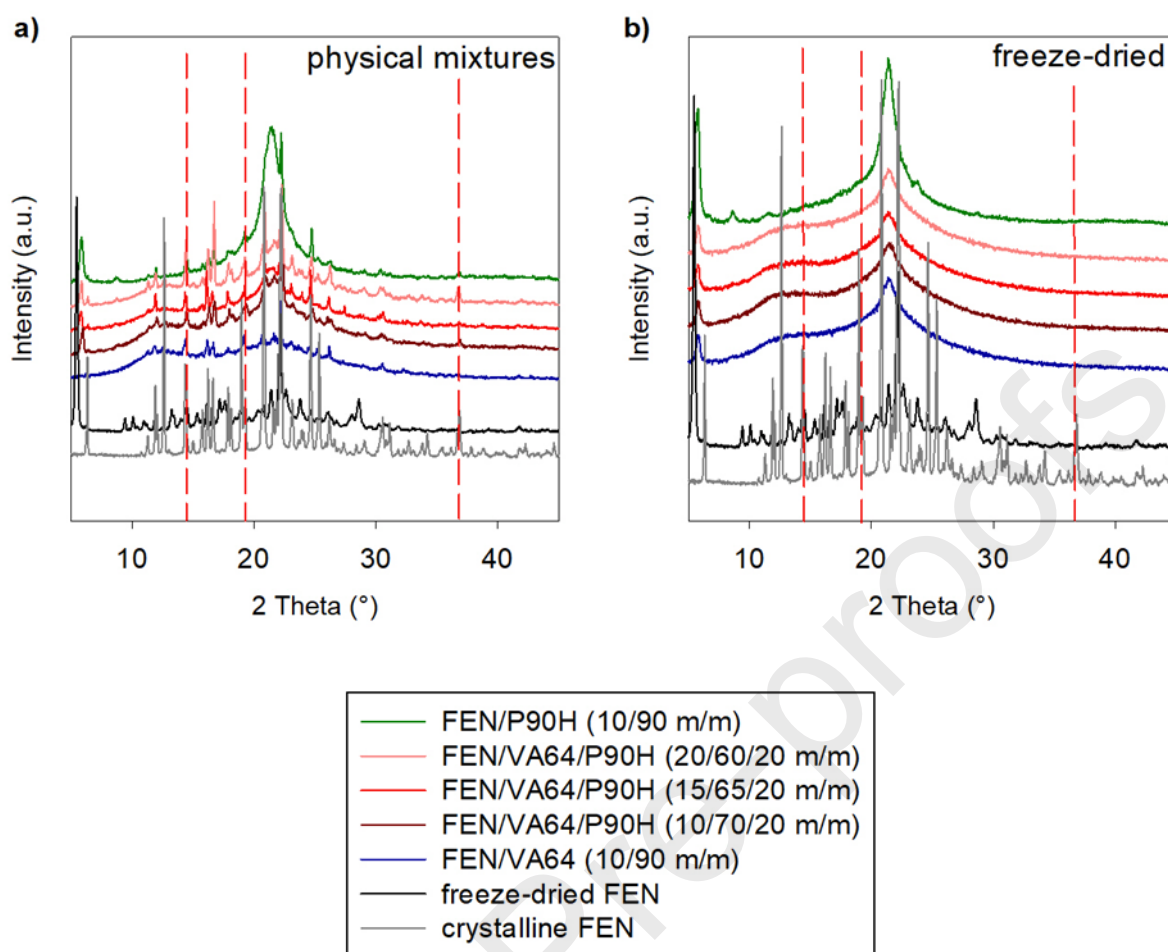 a)
physical mixtures
Intensity (a.u.)
10 20 30 40
2 Theta (°)
b)
freeze-dried
Intensity (a.u.)
10 20 30 40
2 Theta (°)
FEN/P90H (10/90 m/m)
FEN/VA64/P90H (20/60/20 m/m)
FEN/VA64/P90H (15/65/20 m/m)
FEN/VA64/P90H (10/70/20 m/m)
FEN/VA64 (10/90 m/m)
freeze-dried FEN
crystalline FEN
Pre-proofs